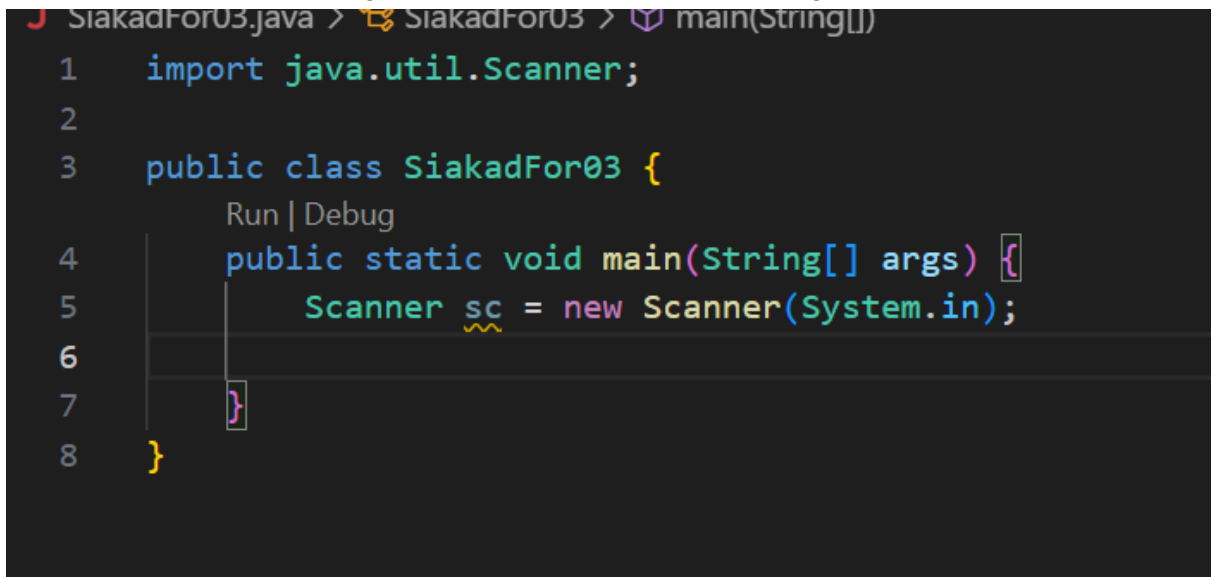 SiakadFor03.java > SiakadFor03 > main(String[])
1 import java.util.Scanner;
2
3 public class SiakadFor03 {
Run | Debug
4 public static void main(String[] args) {
5 Scanner sc = new Scanner(System.in);
6
7 }
8 }